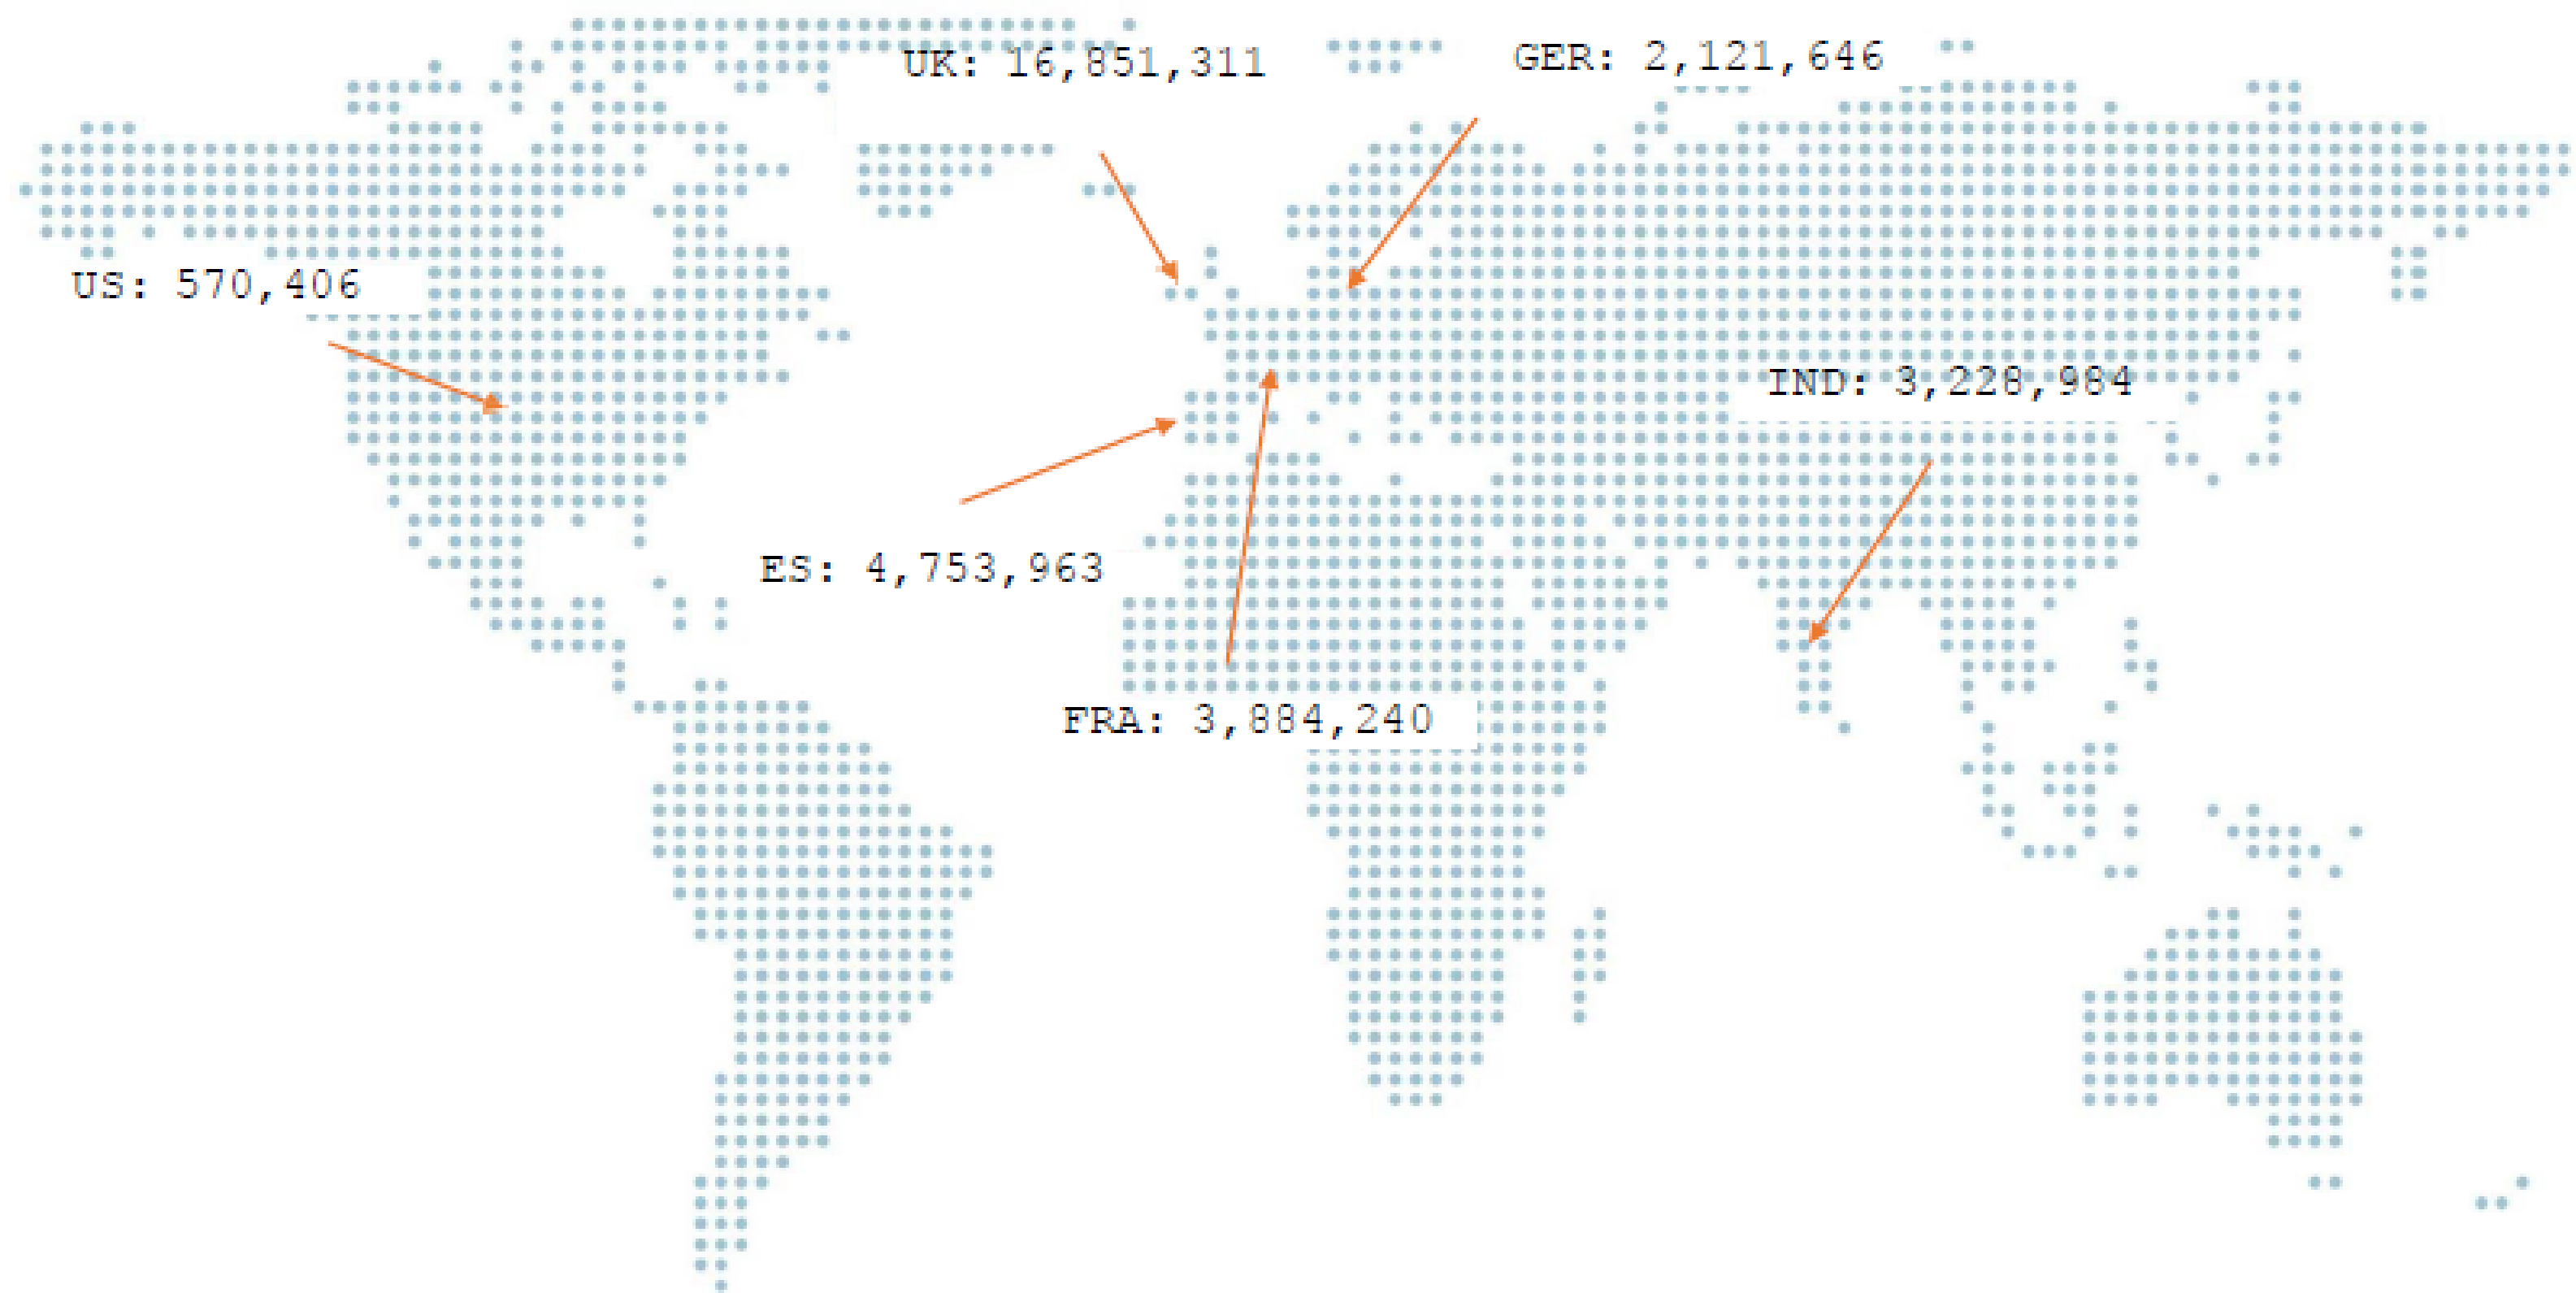 UK: 16,851,311
GER: 2,121,646
US: 570,406
IND: 3,228,984
ES: 4,753,963
FRA: 3,884,240